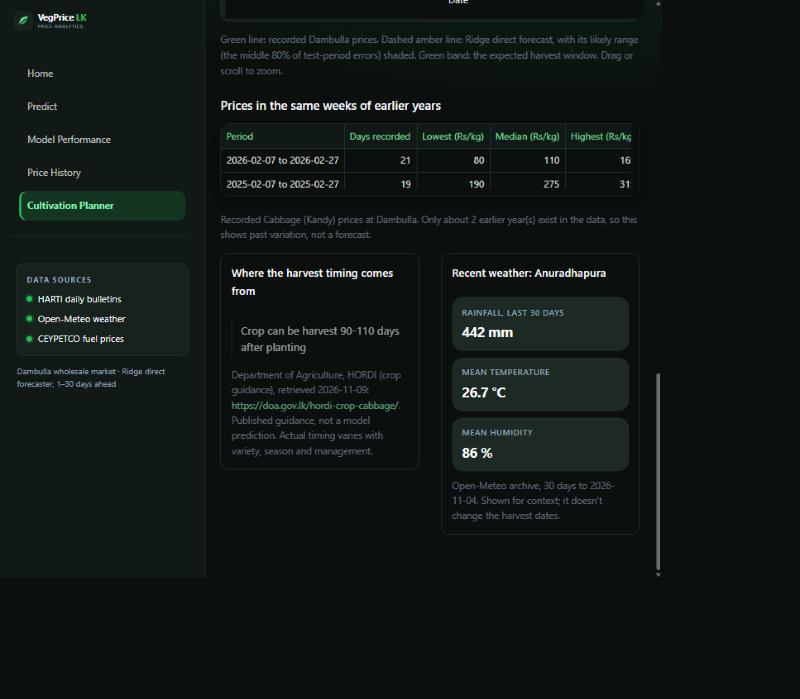 VegPrice LK
PRICE ANALYTICS
Home
Predict
Model Performance
Price History
Cultivation Planner
DATA SOURCES
HARTI daily bulletins
Open-Meteo weather
CEYPETCO fuel prices
Dambulla wholesale market · Ridge direct
forecaster, 1–30 days ahead
Date
Green line: recorded Dambulla prices. Dashed amber line: Ridge direct forecast, with its likely range
(the middle 80% of test-period errors) shaded. Green band: the expected harvest window. Drag or
scroll to zoom.
Prices in the same weeks of earlier years
Period Days recorded Lowest (Rs/kg) Median (Rs/kg) Highest (Rs/kg
2026-02-07 to 2026-02-27 21 80 110 16
2025-02-07 to 2025-02-27 19 190 275 31
Recorded Cabbage (Kandy) prices at Dambulla. Only about 2 earlier year(s) exist in the data, so this
shows past variation, not a forecast.
Where the harvest timing comes
from
Crop can be harvest 90-110 days
after planting
Department of Agriculture, HORDI (crop
guidance), retrieved 2026-11-09:
https://doa.gov.lk/hordi-crop-cabbage/.
Published guidance, not a model
prediction. Actual timing varies with
variety, season and management.
Recent weather: Anuradhapura
RAINFALL, LAST 30 DAYS
442 mm
MEAN TEMPERATURE
26.7 °C
MEAN HUMIDITY
86 %
Open-Meteo archive, 30 days to 2026-
11-04. Shown for context; it doesn't
change the harvest dates.